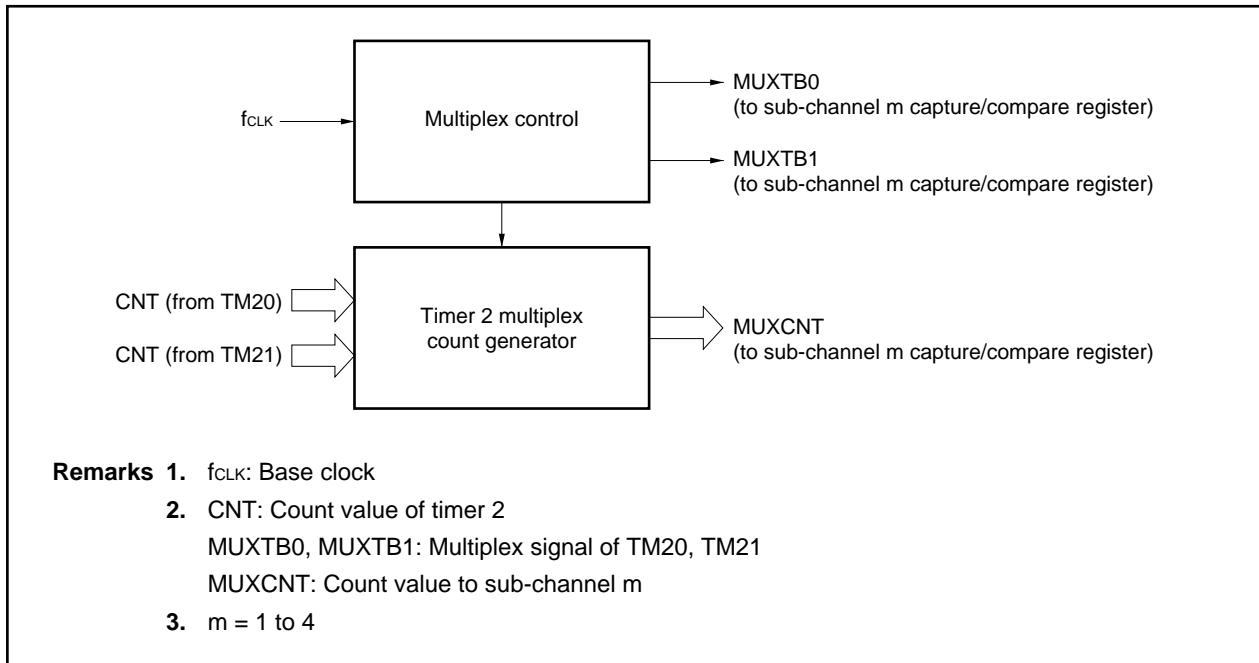 fCLK
Multiplex control
MUXTB0
(to sub-channel m capture/compare register)
MUXTB1
(to sub-channel m capture/compare register)
CNT (from TM20)
CNT (from TM21)
Timer 2 multiplex
count generator
MUXCNT
(to sub-channel m capture/compare register)
Remarks 1. fCLK: Base clock
2. CNT: Count value of timer 2
MUXTB0, MUXTB1: Multiplex signal of TM20, TM21
MUXCNT: Count value to sub-channel m
3. m = 1 to 4